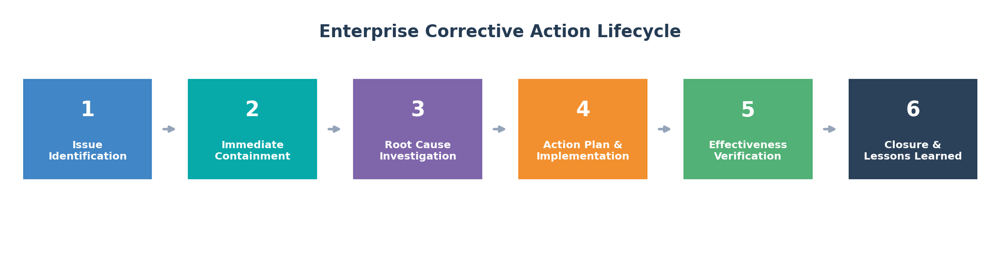 Enterprise Corrective Action Lifecycle
1
Issue
Identification
2
Immediate
Containment
3
Root Cause
Investigation
4
Action Plan &
Implementation
5
Effectiveness
Verification
6
Closure &
Lessons Learned